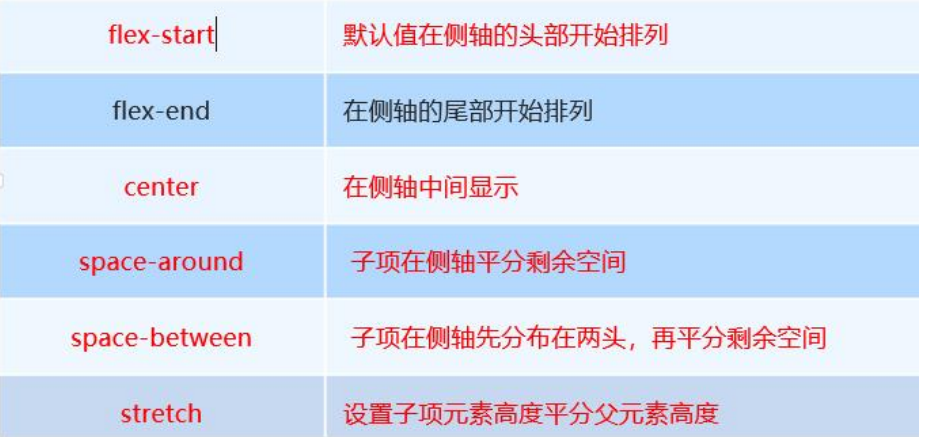 flex-start 默认值在侧轴的头部开始排列
flex-end 在侧轴的尾部开始排列
center 在侧轴中间显示
space-around 子项在侧轴平分剩余空间
space-between 子项在侧轴先分布在两头，再平分剩余空间
stretch 设置子项元素高度平分父元素高度